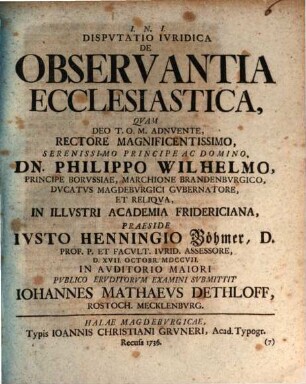 I. N. I.
DISPVTATIO IVRIDICA
DE
OBSERVANTIA
ECCLESIASTICA,
QVAM
DEO T. O. M. ADNVENTE,
RECTORE MAGNIFICENTISSIMO,
SERENISSIMO PRINCIPE AC DOMINO,
DN. PHILIPPO WILHELMO,
PRINCIPE BORVSSIAE, MARCHIONE BRANDENBVRGICO,
DVCATVS MAGDEBVRGICI GVBERNATORE,
ET RELIQVA,
IN ILLVSTRI ACADEMIA FRIDERICIANA,
PRAESIDE
IVSTO HENNINGIO Böhmer, D.
PROF. P. ET FACVLT. IVRID. ASSESSORE,
D. XVII. OCTOBR. MDCCVII.
IN AVDITORIO MAIORI
PVBLICO ERVDITORVM EXAMINI SVBMITTIT
IOHANNES MATHAEVS DETHLOFF,
ROSTOCH. MECKLENBVRG.
HALAE MAGDEBVRGICAE,
Typis IOANNIS CHRISTIANI GRVNERI, Acad. Typogr.
Recusa 1736. (7)